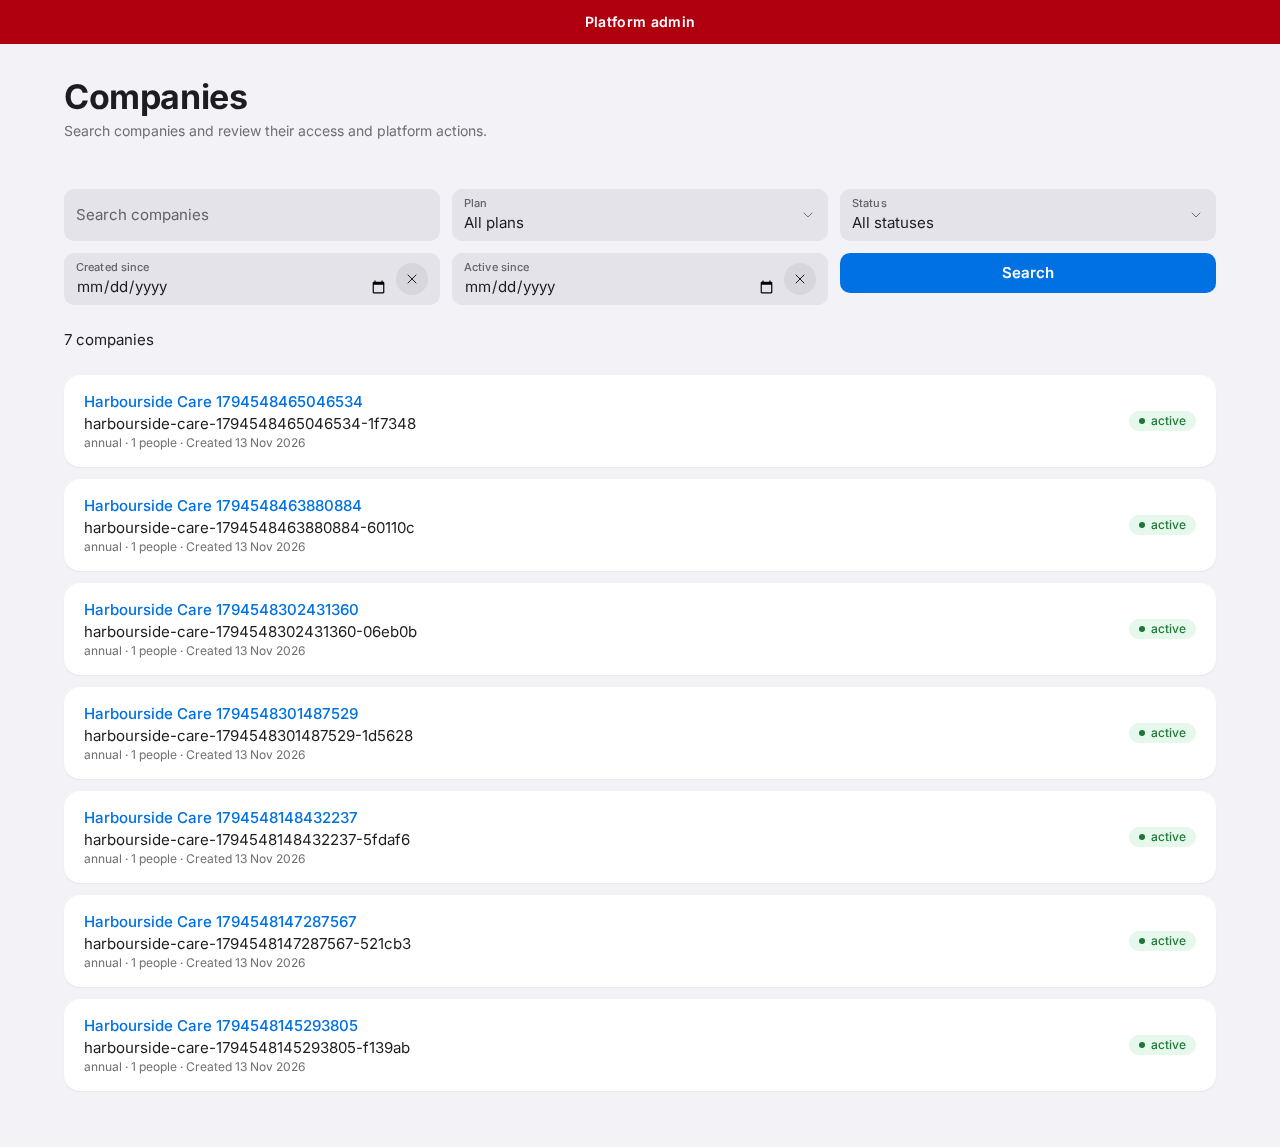 Platform admin
Companies
Search companies and review their access and platform actions.
Search companies
Plan
All plans
Status
All statuses
Created since
mm/dd/yyyy
Active since
mm/dd/yyyy
Search
7 companies
Harbourside Care 1794548465046534
harbourside-care-1794548465046534-1f7348
annual · 1 people · Created 13 Nov 2026
active
Harbourside Care 1794548463880884
harbourside-care-1794548463880884-60110c
annual · 1 people · Created 13 Nov 2026
active
Harbourside Care 1794548302431360
harbourside-care-1794548302431360-06eb0b
annual · 1 people · Created 13 Nov 2026
active
Harbourside Care 1794548301487529
harbourside-care-1794548301487529-1d5628
annual · 1 people · Created 13 Nov 2026
active
Harbourside Care 1794548148432237
harbourside-care-1794548148432237-5fdaf6
annual · 1 people · Created 13 Nov 2026
active
Harbourside Care 1794548147287567
harbourside-care-1794548147287567-521cb3
annual · 1 people · Created 13 Nov 2026
active
Harbourside Care 1794548145293805
harbourside-care-1794548145293805-f139ab
annual · 1 people · Created 13 Nov 2026
active